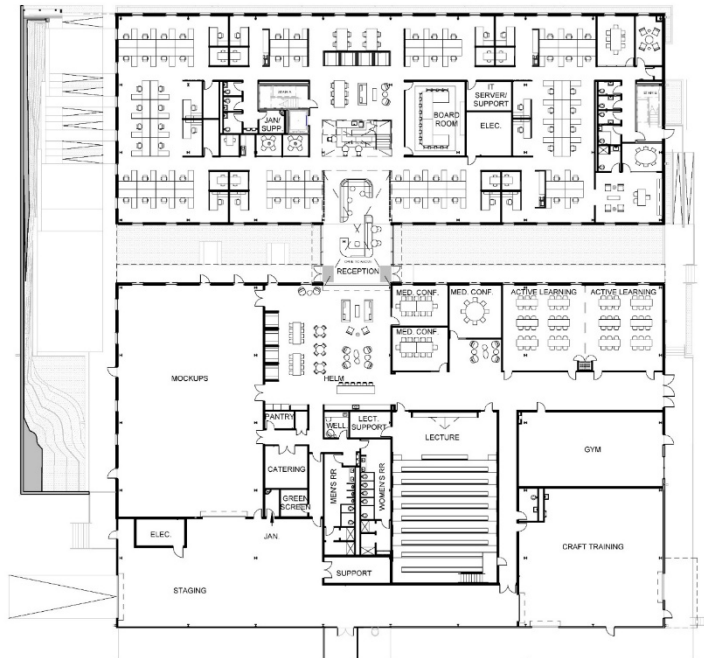 JAN/
SUPP
BOARD
ROOM
IT
SERVER/
SUPPORT
ELEC.
RECEPTION
MED. CONF.
MED. CONF.
ACTIVE LEARNING
ACTIVE LEARNING
MED. CONF.
MOCKUPS
HELM
PANTRY
WELL
LECT.
SUPPORT
LECTURE
GYM
CATERING
MEN'S RR
WOMEN'S RR
GREEN
SCREEN
ELEC.
JAN
CRAFT TRAINING
SUPPORT
STAGING